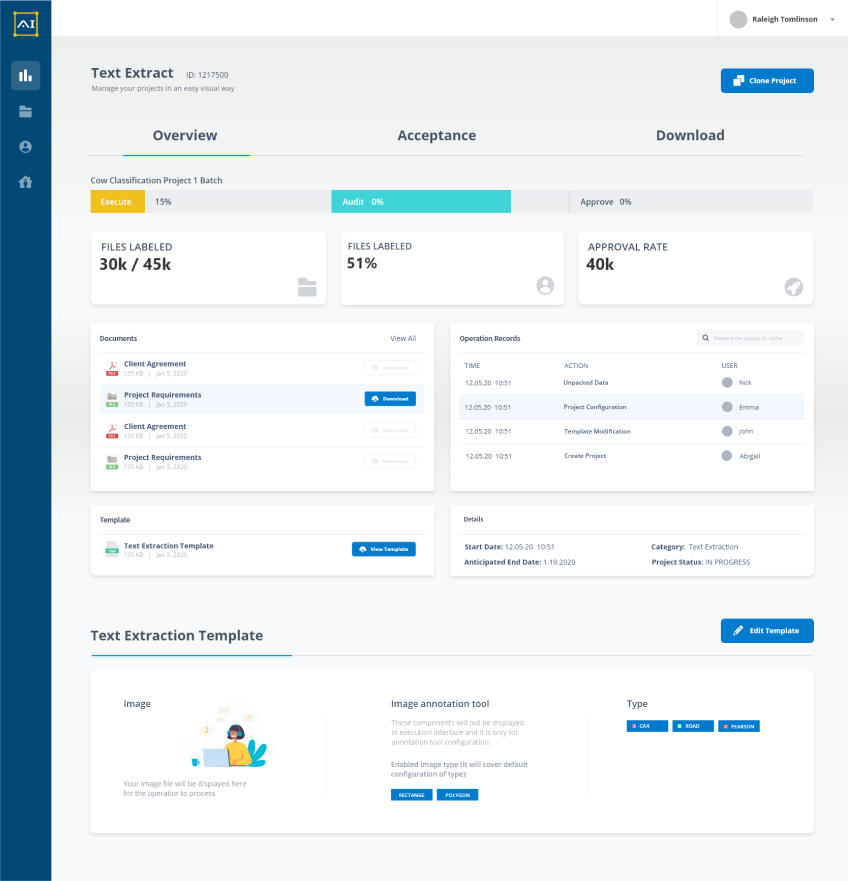 AI
Raleigh Tomlinson
Text Extract ID: 1217500
Manage your projects in an easy visual way
Clone Project
Overview Acceptance Download
Cow Classification Project 1 Batch
Execute 15% Audit 0% Approve 0%
FILES LABELED
30k / 45k
FILES LABELED
51%
APPROVAL RATE
40k
Documents View All
Client Agreement
135 KB | Jan 5, 2020
Download
PDF
Project Requirements
135 KB | Jan 5, 2020
Download
XLS
Client Agreement
135 KB | Jan 5, 2020
Download
PDF
Project Requirements
135 KB | Jan 5, 2020
Download
XLS
Operation Records
Please enter nearby id, name
TIME ACTION USER
12.05.20 10:51 Unpacked Data Nick
12.05.20 10:51 Project Configuration Emma
12.05.20 10:51 Template Modification John
12.05.20 10:51 Create Project Abigail
Template
Text Extraction Template
135 KB | Jan 5, 2020
View Template
Details
Start Date: 12.05.20 10:51 Category: Text Extraction
Anticipated End Date: 1.19.2020 Project Status: IN PROGRESS
Text Extraction Template
Edit Template
Image
Your image file will be displayed here
for the operatior to process
Image annotation tool
These components will not be displayed
in execution interface and it is only for
annotation tool configuration.
Enabled image type (it will cover default
configuration of type):
RECTANGE POLYGON
Type
CAR ROAD PEARSON